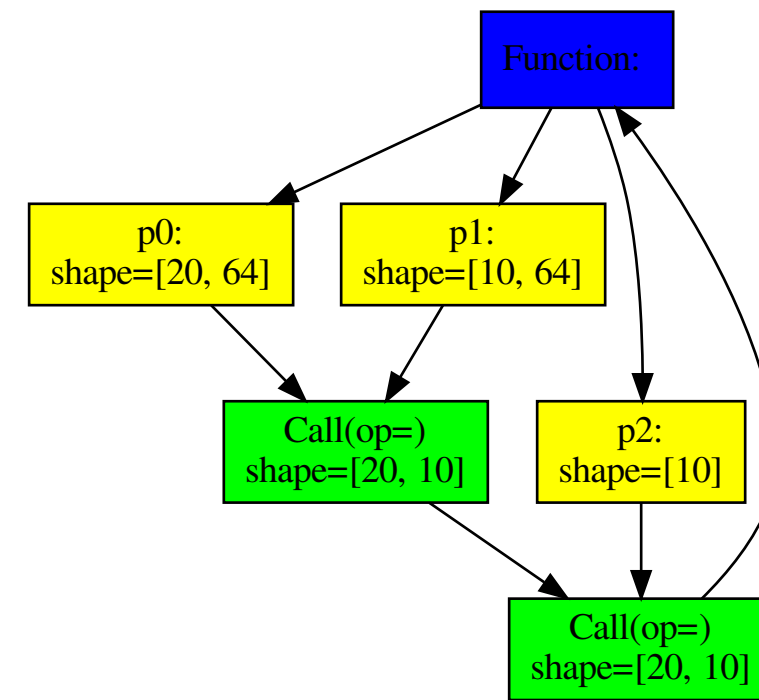 Function:
p0:
shape=[20, 64]
p1:
shape=[10, 64]
Call(op=)
shape=[20, 10]
p2:
shape=[10]
Call(op=)
shape=[20, 10]